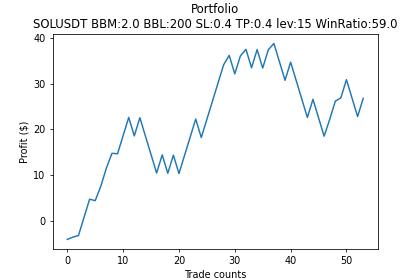 Portfolio
SOLUSDT BBM:2.0 BBL:200 SL:0.4 TP:0.4 lev:15 WinRatio:59.0
40
30
20
10
0
Profit ($)
0 10 20 30 40 50
Trade counts